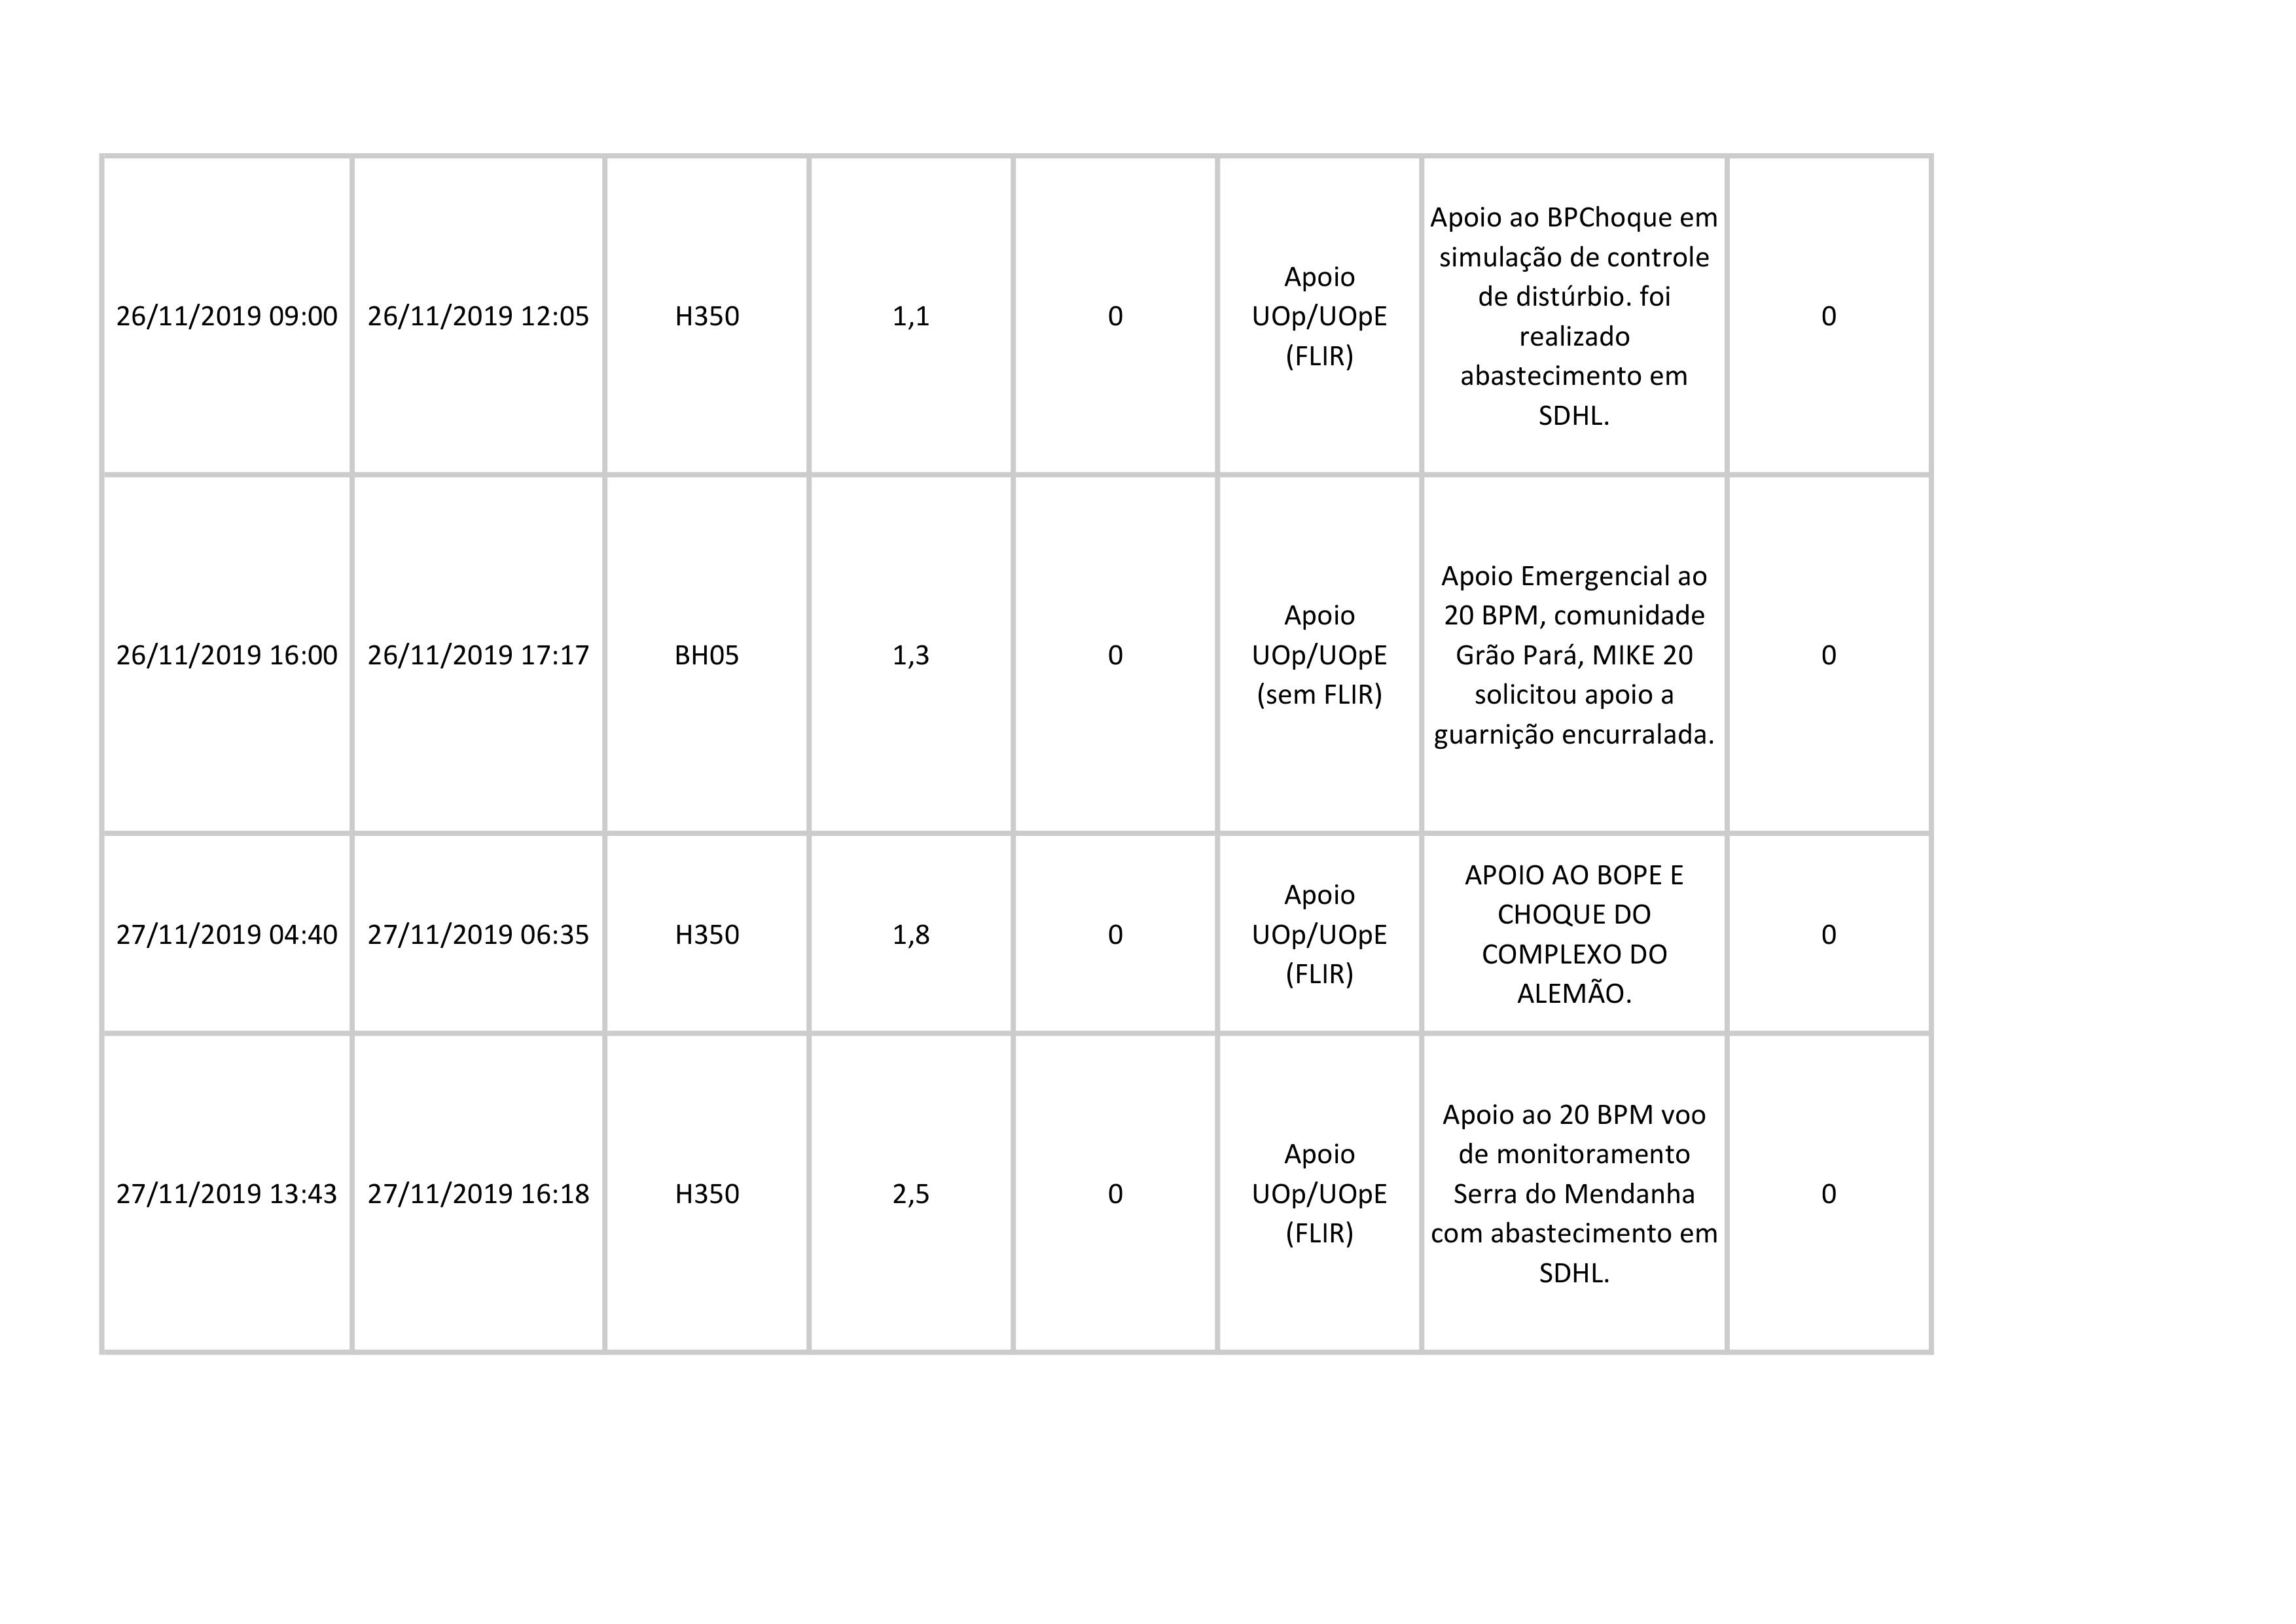 26/11/2019 09:00
26/11/2019 12:05
H350
1,1
0
Apoio
UOp/UOpE
(FLIR)
Apoio ao BPChoque em
simulação de controle
de distúrbio. foi
realizado
abastecimento em
SDHL.
0
26/11/2019 16:00
26/11/2019 17:17
BH05
1,3
0
Apoio
UOp/UOpE
(sem FLIR)
Apoio Emergencial ao
20 BPM, comunidade
Grão Pará, MIKE 20
solicitou apoio a
guarnição encurralada.
0
27/11/2019 04:40
27/11/2019 06:35
H350
1,8
0
Apoio
UOp/UOpE
(FLIR)
APOIO AO BOPE E
CHOQUE DO
COMPLEXO DO
ALEMÃO.
0
27/11/2019 13:43
27/11/2019 16:18
H350
2,5
0
Apoio
UOp/UOpE
(FLIR)
Apoio ao 20 BPM voo
de monitoramento
Serra do Mendanha
com abastecimento em
SDHL.
0